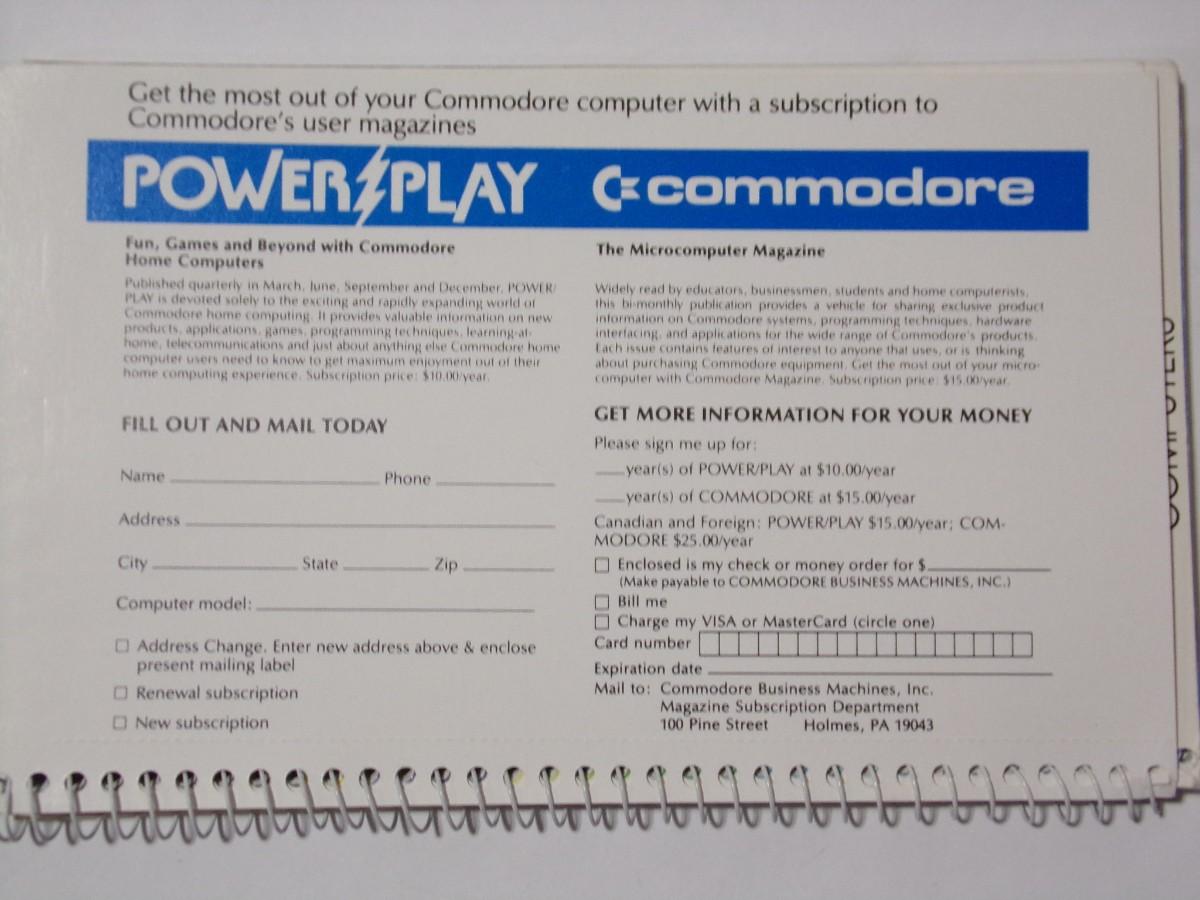 Get the most out of your Commodore computer with a subscription to
Commodore's user magazines
POWER/PLAY
Fun, Games and Beyond with Commodore
Home Computers
Published quarterly in March, June, September and December, POWER/
PLAY is devoted solely to the exciting and rapidly expanding world of
Commodore home computing. It provides valuable information on new
products, applications, games, programming techniques, learning-at-
home, telecommunications and just about anything else Commodore home
computer users need to know to get maximum enjoyment out of their
home computing experience. Subscription price: $10.00/year.
commodore
The Microcomputer Magazine
Widely read by educators, businessmen, students and home computerists,
this bi-monthly publication provides a vehicle for sharing exclusive product
information on Commodore systems, programming techniques, hardware
interfacing, and applications for the wide range of Commodore's products.
Each issue contains features of interest to anyone that uses, or is thinking
about purchasing Commodore equipment. Get the most out of your micro-
computer with Commodore Magazine. Subscription price: $15.00/year.
FILL OUT AND MAIL TODAY
Name Phone
Address
City State Zip
Computer model:
Address Change. Enter new address above & enclose
present mailing label
Renewal subscription
New subscription
GET MORE INFORMATION FOR YOUR MONEY
Please sign me up for:
year(s) of POWER/PLAY at $10.00/year
year(s) of COMMODORE at $15.00/year
Canadian and Foreign: POWER/PLAY $15.00/year; COM-
MODORE $25.00/year
Enclosed is my check or money order for $
(Make payable to COMMODORE BUSINESS MACHINES, INC.)
Bill me
Charge my VISA or MasterCard (circle one)
Card number
Expiration date
Mail to: Commodore Business Machines, Inc.
Magazine Subscription Department
100 Pine Street Holmes, PA 19043